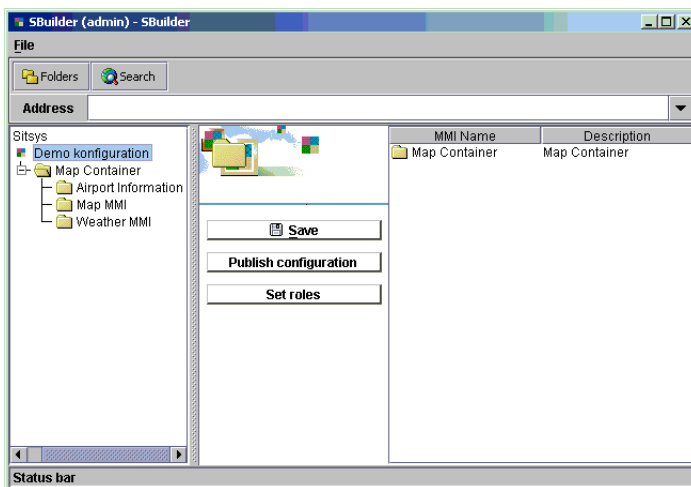 SBuilder (admin) - SBuilder
File
Folders Search
Address
Sitsys
Demo konfiguration
Map Container
Airport Information
Map MMI
Weather MMI
Save
Publish configuration
Set roles
MMI Name Description
Map Container Map Container
Status bar